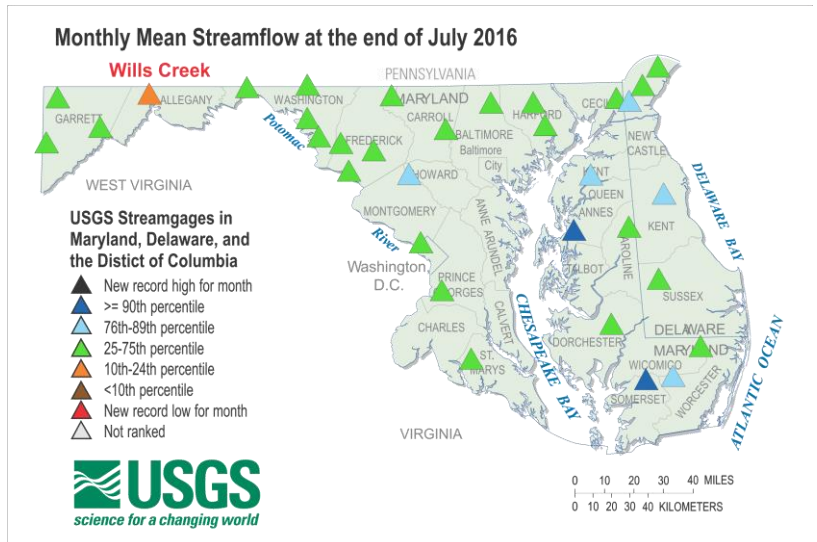 Monthly Mean Streamflow at the end of July 2016
Wills Creek
PENNSYLVANIA
GARRETT
ALLEGANY
WASHINGTON
MARYLAND
CARROLL
FREDERICK
BALTIMORE
Baltimore
City
HARFORD
CECIL
NEW
CASTLE
Potomac
WEST VIRGINIA
HOWARD
MONTGOMERY
River
ANNE ARUNDEL
KENT
QUEEN
ANNES
KENT
DELAWARE BAY
Washington,
D.C.
PRINCE
GEORGES
CHARLES
CALVERT
ST.
MARYS
CHESAPEAKE BAY
TALBOT
CAROLINE
SUSSEX
DORCHESTER
DELAWARE
MARYLAND
WICOMICO
SOMERSET
WORCESTER
ATLANTIC OCEAN
VIRGINIA
USGS Streamgages in
Maryland, Delaware, and
the Distict of Columbia
New record high for month
>= 90th percentile
76th-89th percentile
25-75th percentile
10th-24th percentile
<10th percentile
New record low for month
Not ranked
USGS
science for a changing world
0 10 20 30 40 MILES
0 10 20 30 40 KILOMETERS